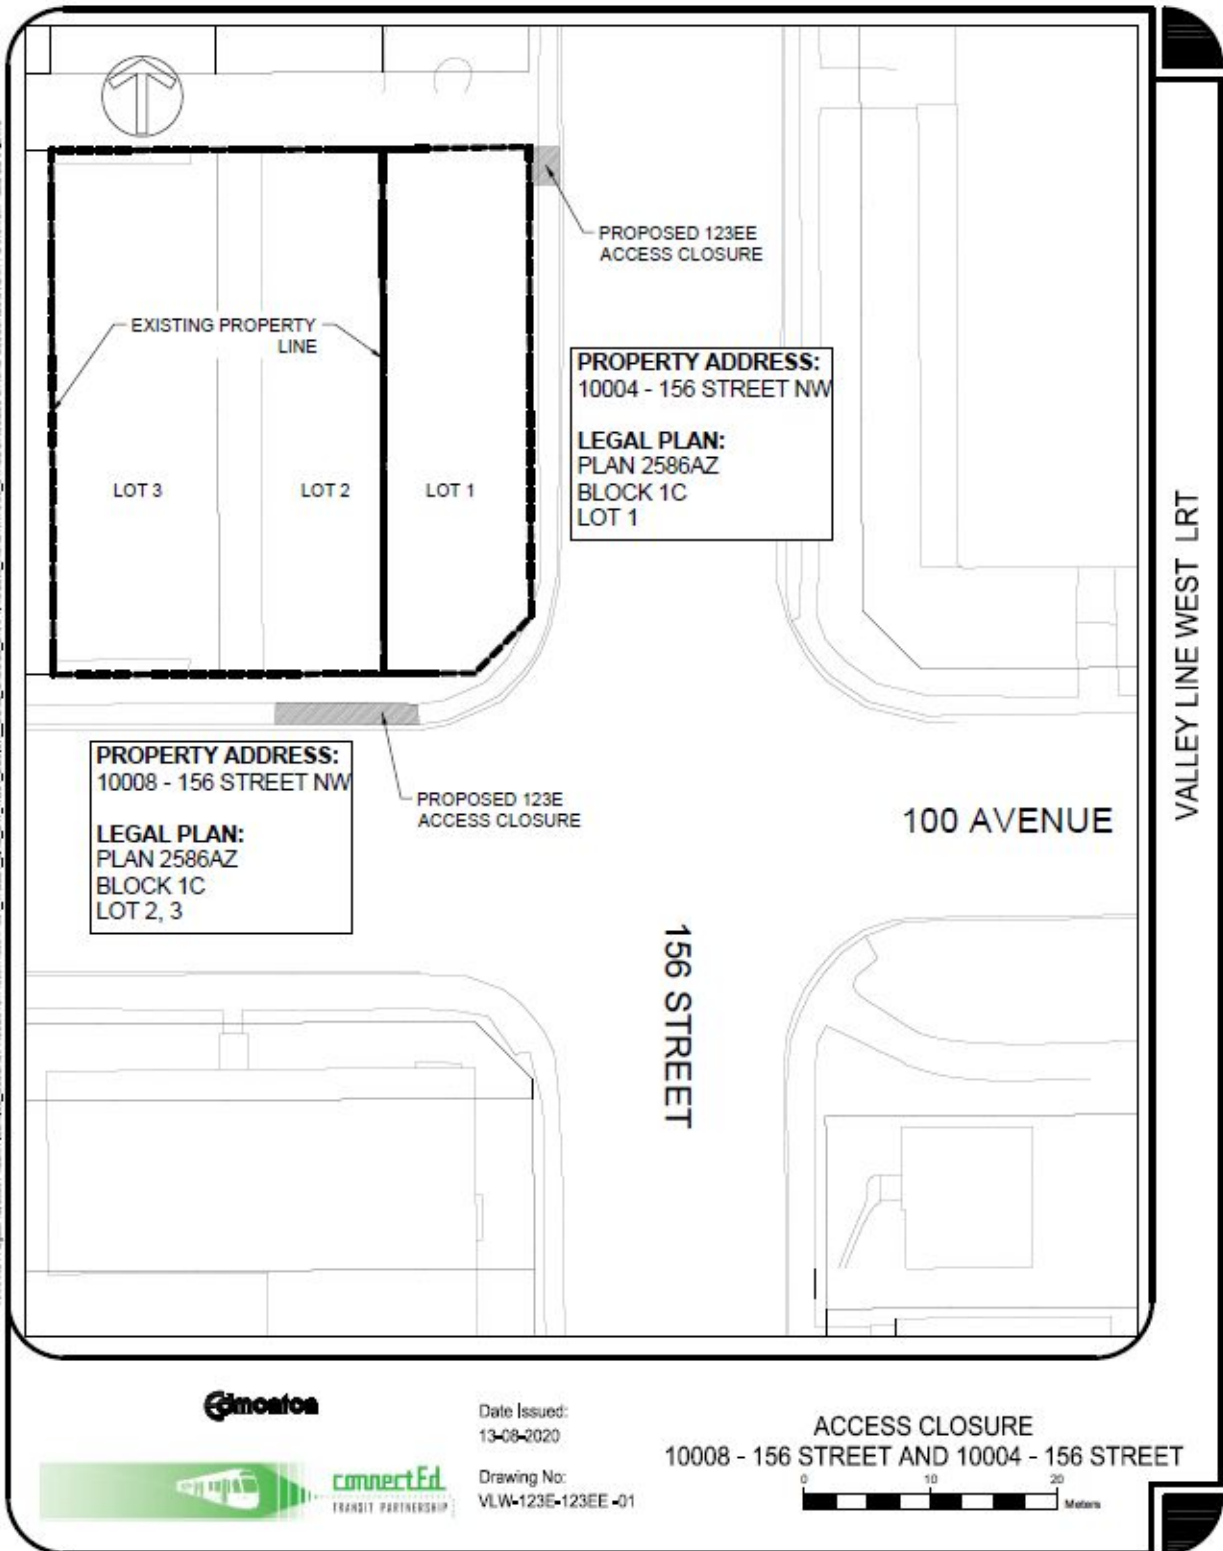 PROPOSED 123EE
ACCESS CLOSURE
EXISTING PROPERTY
LINE
PROPERTY ADDRESS:
10004 - 156 STREET NW
LEGAL PLAN:
PLAN 2586AZ
BLOCK 1C
LOT 1
LOT 3
LOT 2
LOT 1
PROPERTY ADDRESS:
10008 - 156 STREET NW
LEGAL PLAN:
PLAN 2586AZ
BLOCK 1C
LOT 2, 3
PROPOSED 123E
ACCESS CLOSURE
100 AVENUE
156 STREET
VALLEY LINE WEST LRT
Edmonton
connectEd
TRANSIT PARTNERSHIP
Date Issued:
13-08-2020
Drawing No:
VLW-123E-123EE -01
ACCESS CLOSURE
10008 - 156 STREET AND 10004 - 156 STREET
0 10 20
Meters